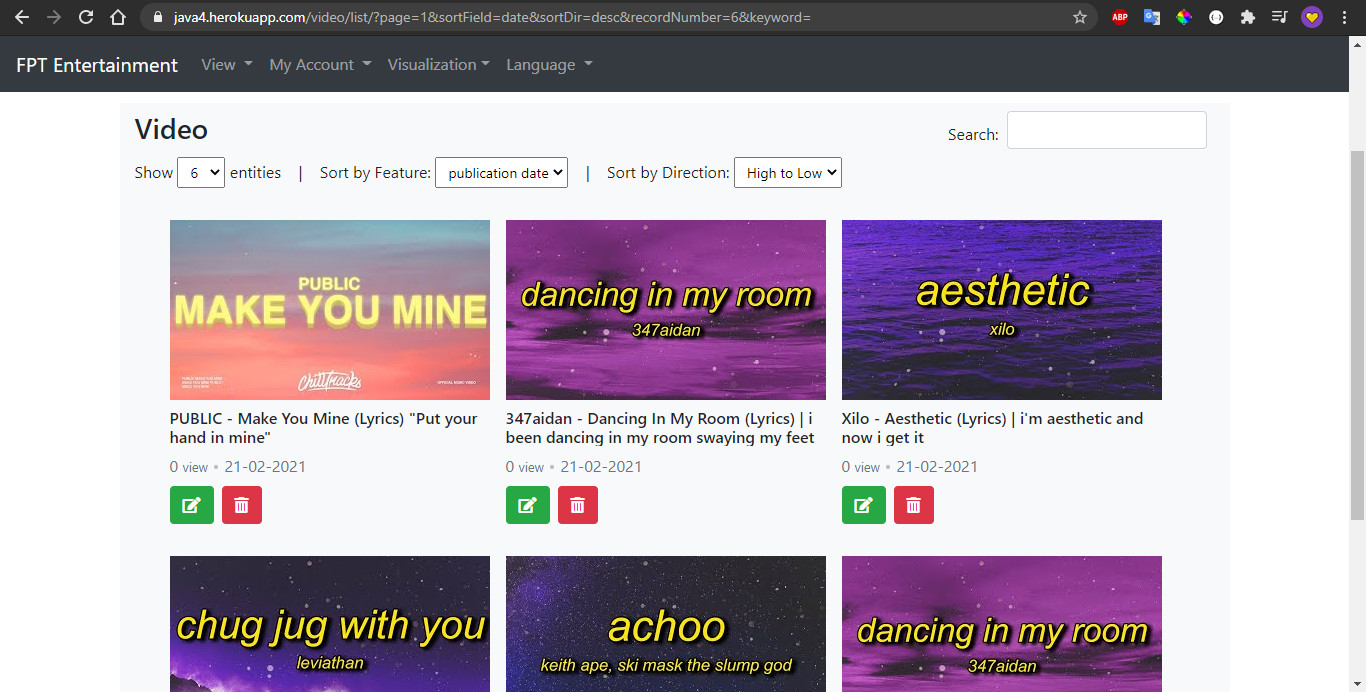 java4.herokuapp.com/video/list/?page=1&sortField=date&sortDir=desc&recordNumber=6&keyword=
ABP
FPT Entertainment View My Account Visualization Language
Video
Search:
Show 6 entities | Sort by Feature: publication date | Sort by Direction: High to Low
PUBLIC
MAKE YOU MINE
ChillTracks
OFFICIAL MUSIC VIDEO
dancing in my room
347aidan
aesthetic
xilo
PUBLIC - Make You Mine (Lyrics) "Put your
hand in mine"
347aidan - Dancing In My Room (Lyrics) | i
been dancing in my room swaying my feet
Xilo - Aesthetic (Lyrics) | i'm aesthetic and
now i get it
0 view • 21-02-2021
0 view • 21-02-2021
0 view • 21-02-2021
chug jug with you
leviathan
achoo
keith ape, ski mask the slump god
dancing in my room
347aidan